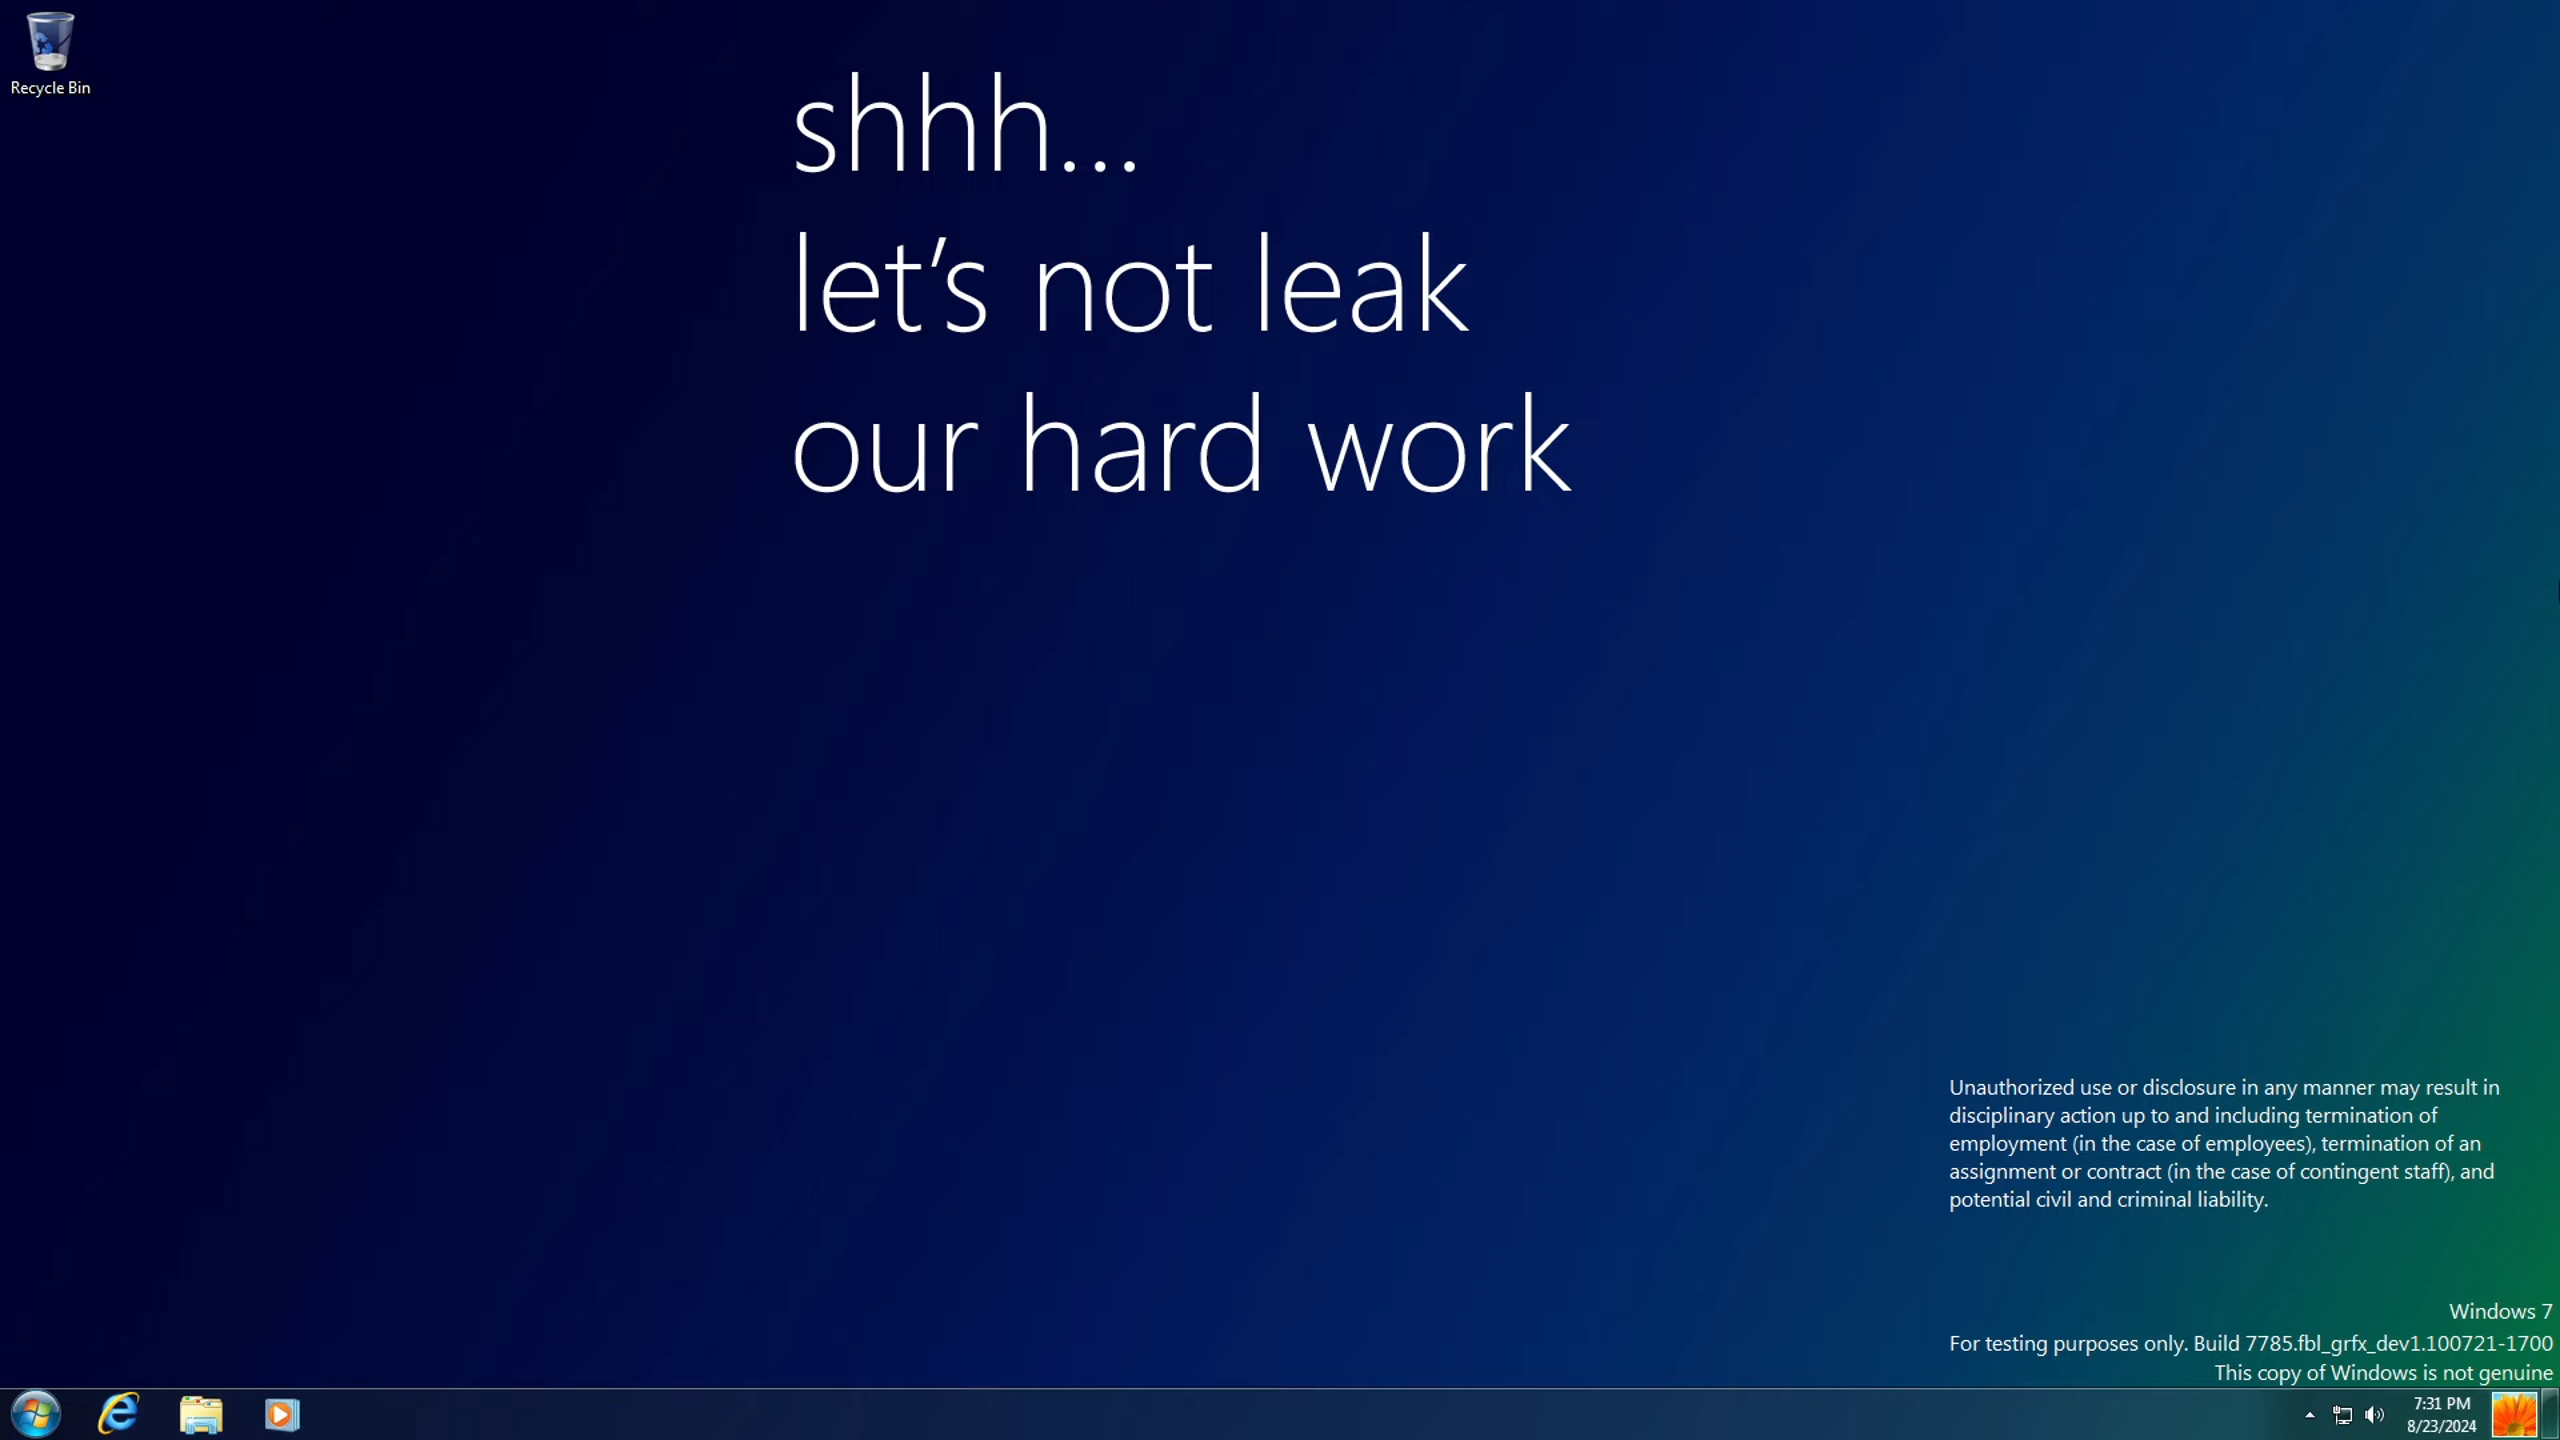 Recycle Bin
shhh...
let’s not leak
our hard work
Unauthorized use or disclosure in any manner may result in
disciplinary action up to and including termination of
employment (in the case of employees), termination of an
assignment or contract (in the case of contingent staff), and
potential civil and criminal liability.
Windows 7
For testing purposes only. Build 7785.fbl_grfx_dev1.100721-1700
This copy of Windows is not genuine
7:31 PM
8/23/2024